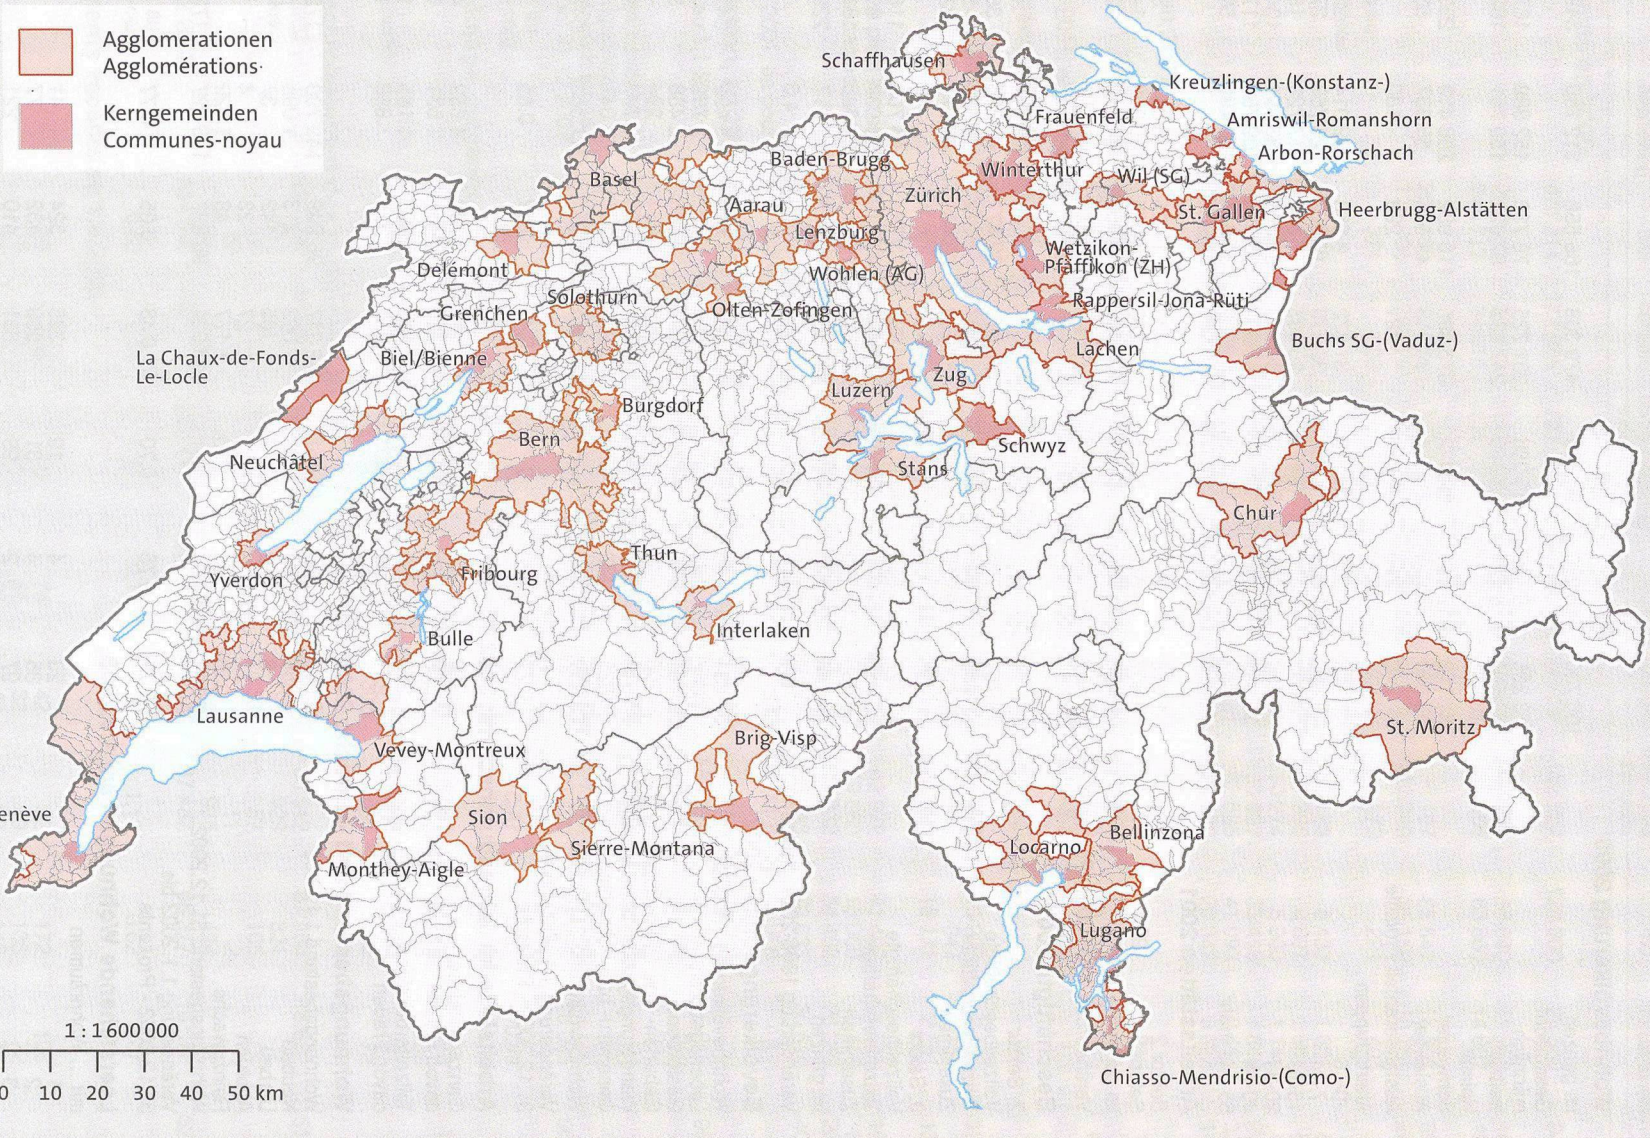 Agglomerationen
Agglomérations
Kerngemeinden
Communes-noyau
Schaffhausen
Kreuzlingen-(Konstanz-)
Frauenfeld
Amriswil-Romanshorn
Arbon-Rorschach
Baden-Brugg
Winterthur
Wil (SG)
Basel
Zürich
Aarau
St. Gallen
Heerbrugg-Alstätten
Lenzburg
Wetzikon-
Pfäffikon (ZH)
Delémont
Wohlen (AG)
Solothurn
Rappersil-Jona-Rüti
Grenchen
Olten-Zofingen
Buchs SG-(Vaduz-)
La Chaux-de-Fonds-
Le-Locle
Biel/Bienne
Lachen
Zug
Luzern
Burgdorf
Bern
Schwyz
Neuchâtel
Stans
Chur
Thun
Yverdon
Fribourg
Interlaken
Bulle
Lausanne
St. Moritz
Vevey-Montreux
Brig-Visp
enève
Sion
Bellinzona
Sierre-Montana
Locarno
Monthey-Aigle
Lugano
1 : 1 600 000
0 10 20 30 40 50 km
Chiasso-Mendrisio-(Como-)